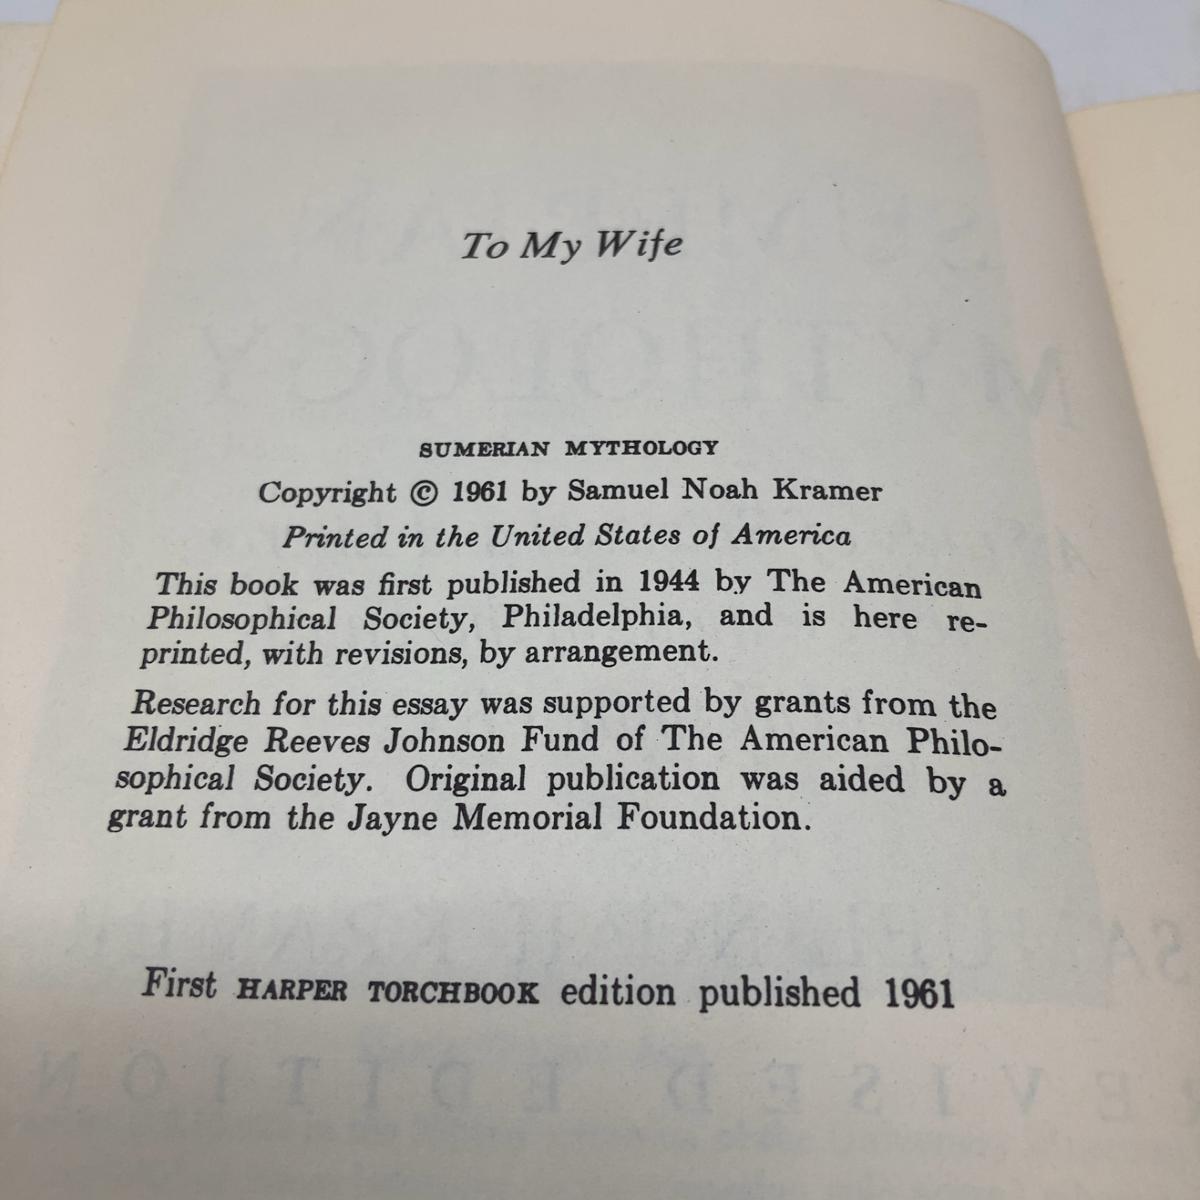 To My Wife
SUMERIAN MYTHOLOGY
Copyright © 1961 by Samuel Noah Kramer
Printed in the United States of America
This book was first published in 1944 by The American
Philosophical Society, Philadelphia, and is here re-
printed, with revisions, by arrangement.
Research for this essay was supported by grants from the
Eldridge Reeves Johnson Fund of The American Philo-
sophical Society. Original publication was aided by a
grant from the Jayne Memorial Foundation.
First HARPER TORCHBOOK edition published 1961